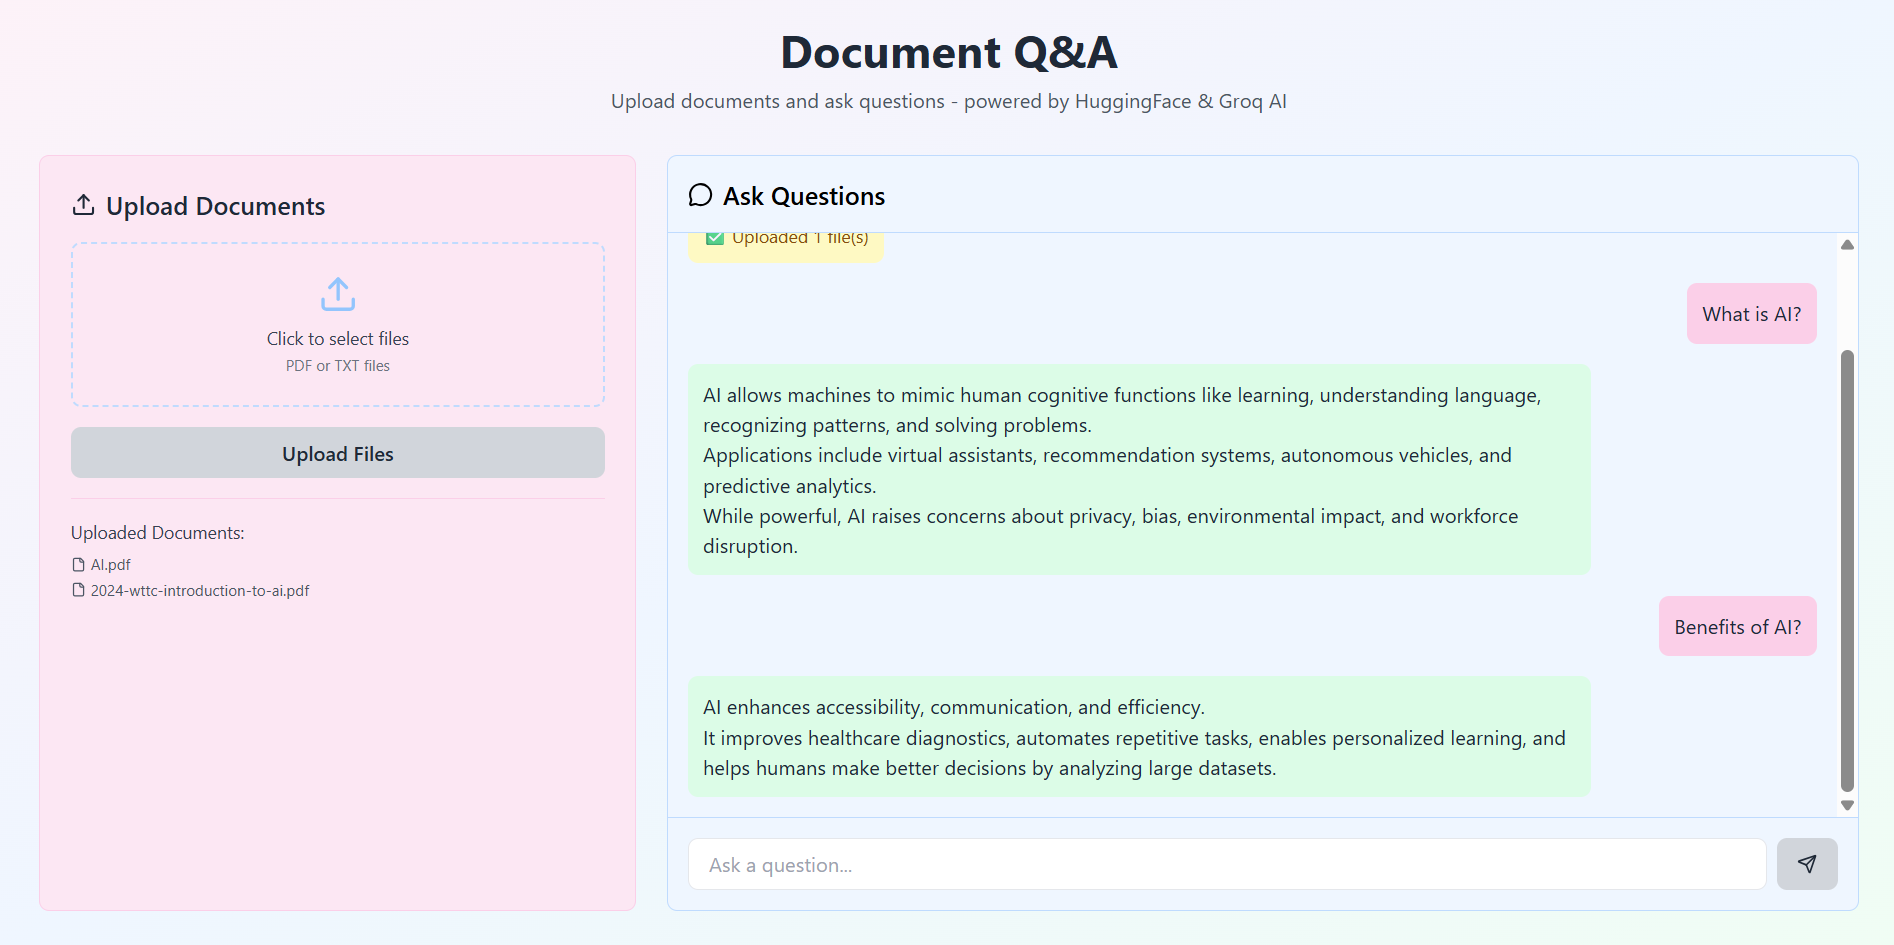 Document Q&A
Upload documents and ask questions - powered by HuggingFace & Groq AI
Upload Documents
Click to select files
PDF or TXT files
Upload Files
Uploaded Documents:
AI.pdf
2024-wttc-introduction-to-ai.pdf
Ask Questions
✅ Uploaded 1 file(s)
What is AI?
AI allows machines to mimic human cognitive functions like learning, understanding language,
recognizing patterns, and solving problems.
Applications include virtual assistants, recommendation systems, autonomous vehicles, and
predictive analytics.
While powerful, AI raises concerns about privacy, bias, environmental impact, and workforce
disruption.
Benefits of AI?
AI enhances accessibility, communication, and efficiency.
It improves healthcare diagnostics, automates repetitive tasks, enables personalized learning, and
helps humans make better decisions by analyzing large datasets.
Ask a question...